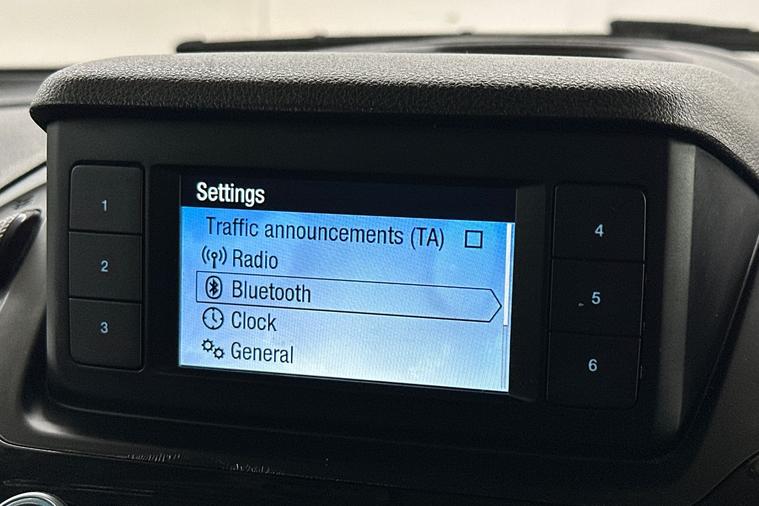 Settings
Traffic announcements (TA)
Radio
Bluetooth
Clock
General
1
2
3
4
5
6